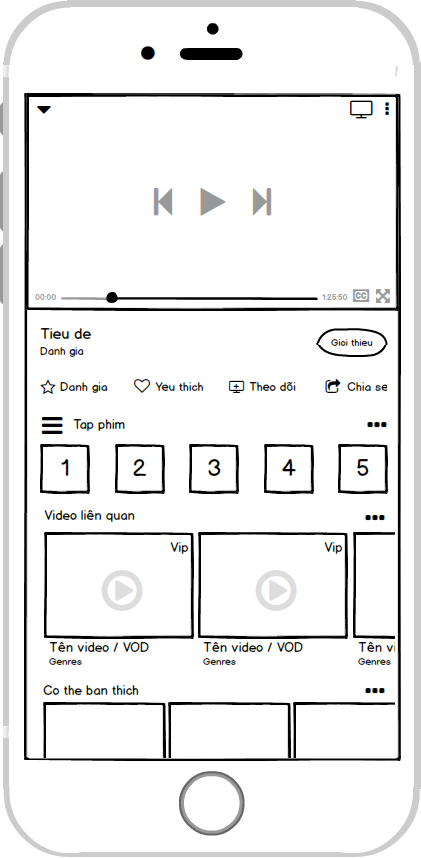 00:00 1:25:50 CC
Tieu de
Danh gia
Gioi thieu
Danh gia Yeu thich Theo dõi Chia se
Tap phim
1 2 3 4 5
Video liên quan
Vip Vip
Tên video / VOD Tên video / VOD Tên vi
Genres Genres Genres
Co the ban thich